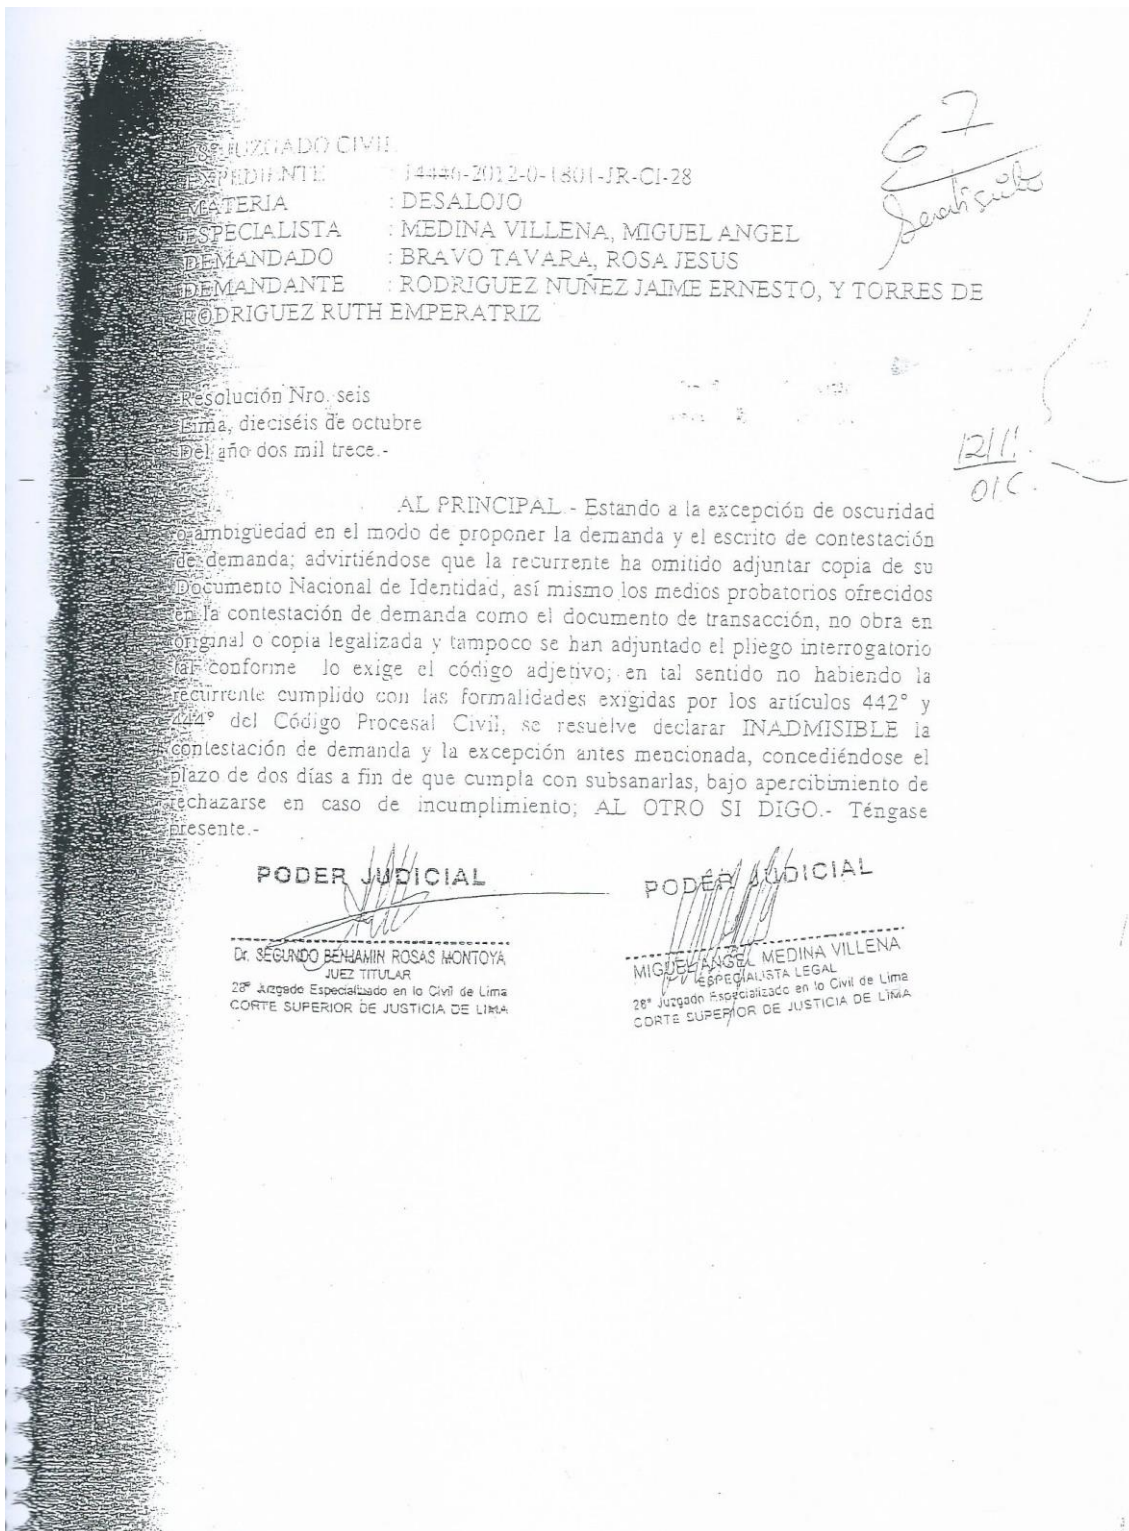 67
JUZGADO CIVIL
EXPEDIENTE : 14446-2012-0-1801-JR-CI-28
MATERIA : DESALOJO
ESPECIALISTA : MEDINA VILLENA, MIGUEL ANGEL
DEMANDADO : BRAVO TAVARA, ROSA JESUS
DEMANDANTE : RODRIGUEZ NUÑEZ JAIME ERNESTO, Y TORRES DE
RODRIGUEZ RUTH EMPERATRIZ
Resolución Nro. seis
Lima, dieciséis de octubre
Del año dos mil trece.-
12/11
AL PRINCIPAL.- Estando a la excepción de oscuridad
o ambigüedad en el modo de proponer la demanda y el escrito de contestación
de demanda; advirtiéndose que la recurrente ha omitido adjuntar copia de su
Documento Nacional de Identidad, así mismo los medios probatorios ofrecidos
en la contestación de demanda como el documento de transacción, no obra en
original o copia legalizada y tampoco se han adjuntado el pliego interrogatorio
tal conforme lo exige el código adjetivo; en tal sentido no habiendo la
recurrente cumplido con las formalidades exigidas por los artículos 442° y
444° del Código Procesal Civil, se resuelve declarar INADMISIBLE la
contestación de demanda y la excepción antes mencionada, concediéndose el
plazo de dos días a fin de que cumpla con subsanarlas, bajo apercibimiento de
rechazarse en caso de incumplimiento; AL OTRO SI DIGO.- Téngase
presente.-
PODER JUDICIAL
Dr. SEGUNDO BENJAMIN ROSAS MONTOYA
JUEZ TITULAR
28° Juzgado Especializado en lo Civil de Lima
CORTE SUPERIOR DE JUSTICIA DE LIMA
PODER JUDICIAL
MIGUEL ANGEL MEDINA VILLENA
ESPECIALISTA LEGAL
28° Juzgado Especializado en lo Civil de Lima
CORTE SUPERIOR DE JUSTICIA DE LIMA